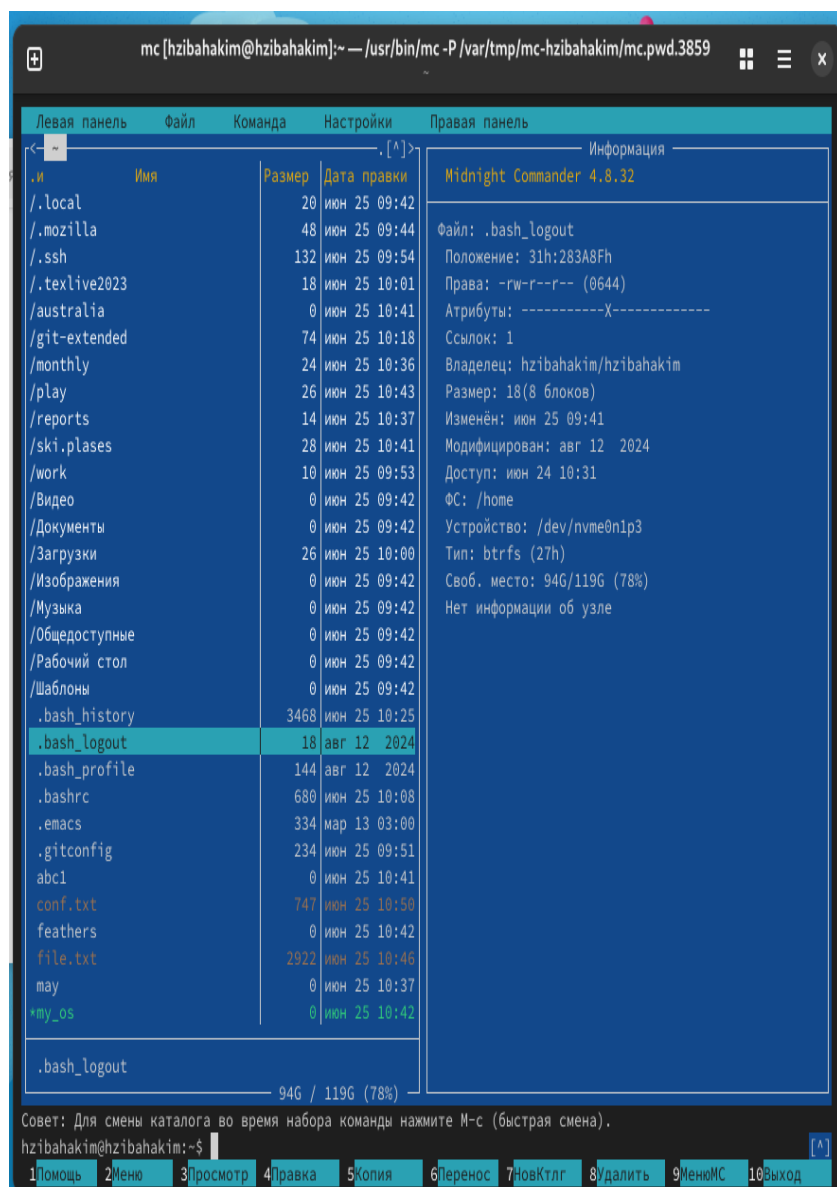 mc [hzibahakim@hzibahakim]:~ — /usr/bin/mc -P /var/tmp/mc-hzibahakim/mc.pwd.3859
~
Левая панель Файл Команда Настройки Правая панель
<— ~ .[^]>
.и Имя Размер Дата правки
/.local 20 июн 25 09:42
/.mozilla 48 июн 25 09:44
/.ssh 132 июн 25 09:54
/.texlive2023 18 июн 25 10:01
/australia 0 июн 25 10:41
/git-extended 74 июн 25 10:18
/monthly 24 июн 25 10:36
/play 26 июн 25 10:43
/reports 14 июн 25 10:37
/ski.plases 28 июн 25 10:41
/work 10 июн 25 09:53
/Видео 0 июн 25 09:42
/Документы 0 июн 25 09:42
/Загрузки 26 июн 25 10:00
/Изображения 0 июн 25 09:42
/Музыка 0 июн 25 09:42
/Общедоступные 0 июн 25 09:42
/Рабочий стол 0 июн 25 09:42
/Шаблоны 0 июн 25 09:42
.bash_history 3468 июн 25 10:25
.bash_logout 18 авг 12 2024
.bash_profile 144 авг 12 2024
.bashrc 680 июн 25 10:08
.emacs 334 мар 13 03:00
.gitconfig 234 июн 25 09:51
abc1 0 июн 25 10:41
conf.txt 747 июн 25 10:50
feathers 0 июн 25 10:42
file.txt 2922 июн 25 10:46
may 0 июн 25 10:37
*my_os 0 июн 25 10:42
.bash_logout
94G / 119G (78%)
Информация
Midnight Commander 4.8.32
Файл: .bash_logout
Положение: 31h:283A8Fh
Права: -rw-r--r-- (0644)
Атрибуты: -----------X-------------
Ссылок: 1
Владелец: hzibahakim/hzibahakim
Размер: 18(8 блоков)
Изменён: июн 25 09:41
Модифицирован: авг 12 2024
Доступ: июн 24 10:31
ФС: /home
Устройство: /dev/nvme0n1p3
Тип: btrfs (27h)
Своб. место: 94G/119G (78%)
Нет информации об узле
Совет: Для смены каталога во время набора команды нажмите M-c (быстрая смена).
hzibahakim@hzibahakim:~$ [^]
1Помощь 2Меню 3Просмотр 4Правка 5Копия 6Перенос 7НовКтлг 8Удалить 9МенюMC 10Выход